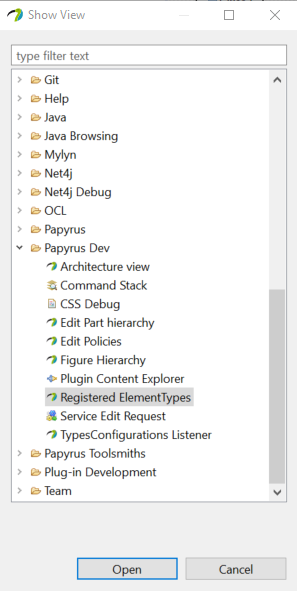 Show View
type filter text
Git
Help
Java
Java Browsing
Mylyn
Net4j
Net4j Debug
OCL
Papyrus
Papyrus Dev
Architecture view
Command Stack
CSS Debug
Edit Part hierarchy
Edit Policies
Figure Hierarchy
Plugin Content Explorer
Registered ElementTypes
Service Edit Request
TypesConfigurations Listener
Papyrus Toolsmiths
Plug-in Development
Team
Open Cancel